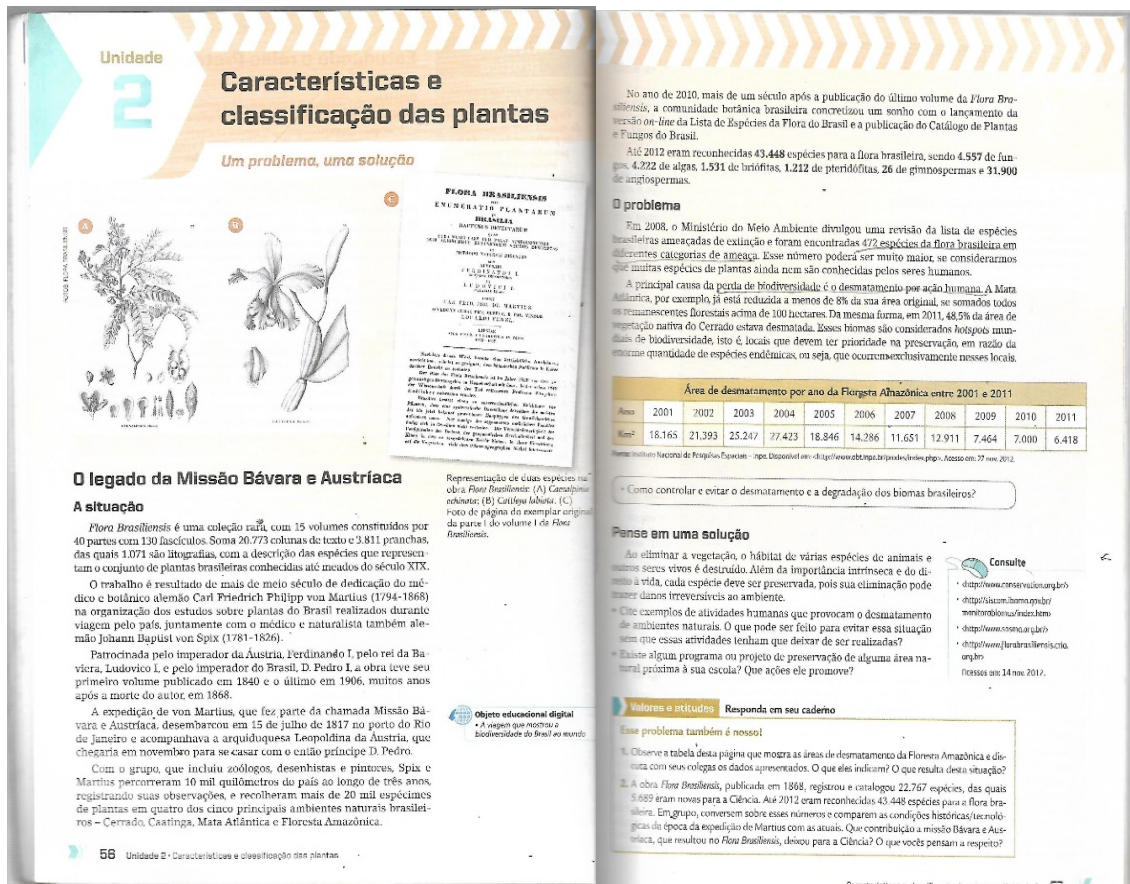 Unidade
2
Características e
classificação das plantas
Um problema, uma solução
A
B
C
FLORA BRASILIENSIS
ENUMERATIO PLANTARUM
BRASILIA
FERDINANDI I.
LUDOVICI I.
O legado da Missão Bávara e Austríaca
A situação
Flora Brasiliensis é uma coleção rara, com 15 volumes constituídos por
40 partes com 130 fascículos. Soma 20.773 colunas de texto e 3.811 pranchas,
das quais 1.071 são litografias, com a descrição das espécies que represen-
tam o conjunto de plantas brasileiras conhecidas até meados do século XIX.
O trabalho é resultado de mais de meio século de dedicação do mé-
dico e botânico alemão Carl Friedrich Philipp von Martius (1794-1868)
na organização dos estudos sobre plantas do Brasil realizados durante
viagem pelo país, juntamente com o médico e naturalista também ale-
mão Johann Baptist von Spix (1781-1826).
Patrocinada pelo imperador da Áustria, Ferdinando I, pelo rei da Ba-
viera, Ludovico I, e pelo imperador do Brasil, D. Pedro I, a obra teve seu
primeiro volume publicado em 1840 e o último em 1906, muitos anos
após a morte do autor, em 1868.
A expedição de von Martius, que fez parte da chamada Missão Bá-
vara e Austríaca, desembarcou em 15 de julho de 1817 no porto do Rio
de Janeiro e acompanhava a arquiduquesa Leopoldina da Áustria, que
chegaria em novembro para se casar com o então príncipe D. Pedro.
Com o grupo, que incluiu zoólogos, desenhistas e pintores, Spix e
Martius percorreram 10 mil quilômetros do país ao longo de três anos,
registrando suas observações, e recolheram mais de 20 mil espécimes
de plantas em quatro dos cinco principais ambientes naturais brasilei-
ros – Cerrado, Caatinga, Mata Atlântica e Floresta Amazônica.
Representação de duas espécies na
obra Flora Brasiliensis: (A) Caesalpinia
echinata; (B) Cattleya labiata. (C)
Foto de página do exemplar original
da parte I do volume I da Flora
Brasiliensis.
Objeto educacional digital
• A viagem que mostrou a
biodiversidade do Brasil ao mundo
56 Unidade 2 • Características e classificação das plantas
No ano de 2010, mais de um século após a publicação do último volume da Flora Bra-
siliensis, a comunidade botânica brasileira concretizou um sonho com o lançamento da
versão on-line da Lista de Espécies da Flora do Brasil e a publicação do Catálogo de Plantas
e Fungos do Brasil.
Até 2012 eram reconhecidas 43.448 espécies para a flora brasileira, sendo 4.557 de fun-
gos, 4.222 de algas, 1.531 de briófitas, 1.212 de pteridófitas, 26 de gimnospermas e 31.900
de angiospermas.
O problema
Em 2008, o Ministério do Meio Ambiente divulgou uma revisão da lista de espécies
brasileiras ameaçadas de extinção e foram encontradas 472 espécies da flora brasileira em
diferentes categorias de ameaça. Esse número poderá ser muito maior, se considerarmos
que muitas espécies de plantas ainda nem são conhecidas pelos seres humanos.
A principal causa da perda de biodiversidade é o desmatamento por ação humana. A Mata
Atlântica, por exemplo, já está reduzida a menos de 8% da sua área original, se somados todos
os remanescentes florestais acima de 100 hectares. Da mesma forma, em 2011, 48,5% da área de
vegetação nativa do Cerrado estava desmatada. Esses biomas são considerados hotspots mun-
diais de biodiversidade, isto é, locais que devem ter prioridade na preservação, em razão da
enorme quantidade de espécies endêmicas, ou seja, que ocorrem exclusivamente nesses locais.
Área de desmatamento por ano da Floresta Amazônica entre 2001 e 2011
Ano 2001 2002 2003 2004 2005 2006 2007 2008 2009 2010 2011
Km² 18.165 21.393 25.247 27.423 18.846 14.286 11.651 12.911 7.464 7.000 6.418
Fonte: Instituto Nacional de Pesquisas Espaciais – Inpe. Disponível em: <http://www.obt.inpe.br/prodes/index.php>. Acesso em: 27 nov. 2012.
• Como controlar e evitar o desmatamento e a degradação dos biomas brasileiros?
Pense em uma solução
Ao eliminar a vegetação, o hábitat de várias espécies de animais e
outros seres vivos é destruído. Além da importância intrínseca e do di-
reito à vida, cada espécie deve ser preservada, pois sua eliminação pode
trazer danos irreversíveis ao ambiente.
• Cite exemplos de atividades humanas que provocam o desmatamento
de ambientes naturais. O que pode ser feito para evitar essa situação
sem que essas atividades tenham que deixar de ser realizadas?
• Existe algum programa ou projeto de preservação de alguma área na-
tural próxima à sua escola? Que ações ele promove?
Consulte
• <http://www.conservation.org.br/>
• <http://siscom.ibama.gov.br/
monitorabiomas/index.htm>
• <http://www.sosma.org.br/>
• <http://www.florabrasiliensis.cria.
org.br>
Acessos em: 14 nov. 2012.
Valores e atitudes Responda em seu caderno
Esse problema também é nosso!
1. Observe a tabela desta página que mostra as áreas de desmatamento da Floresta Amazônica e dis-
cuta com seus colegas os dados apresentados. O que eles indicam? O que resulta desta situação?
2. A obra Flora Brasiliensis, publicada em 1868, registrou e catalogou 22.767 espécies, das quais
5.689 eram novas para a Ciência. Até 2012 eram reconhecidas 43.448 espécies para a flora bra-
sileira. Em grupo, conversem sobre esses números e comparem as condições históricas/tecnoló-
gicas da época da expedição de Martius com as atuais. Que contribuição a missão Bávara e Aus-
tríaca, que resultou no Flora Brasiliensis, deixou para a Ciência? O que vocês pensam a respeito?